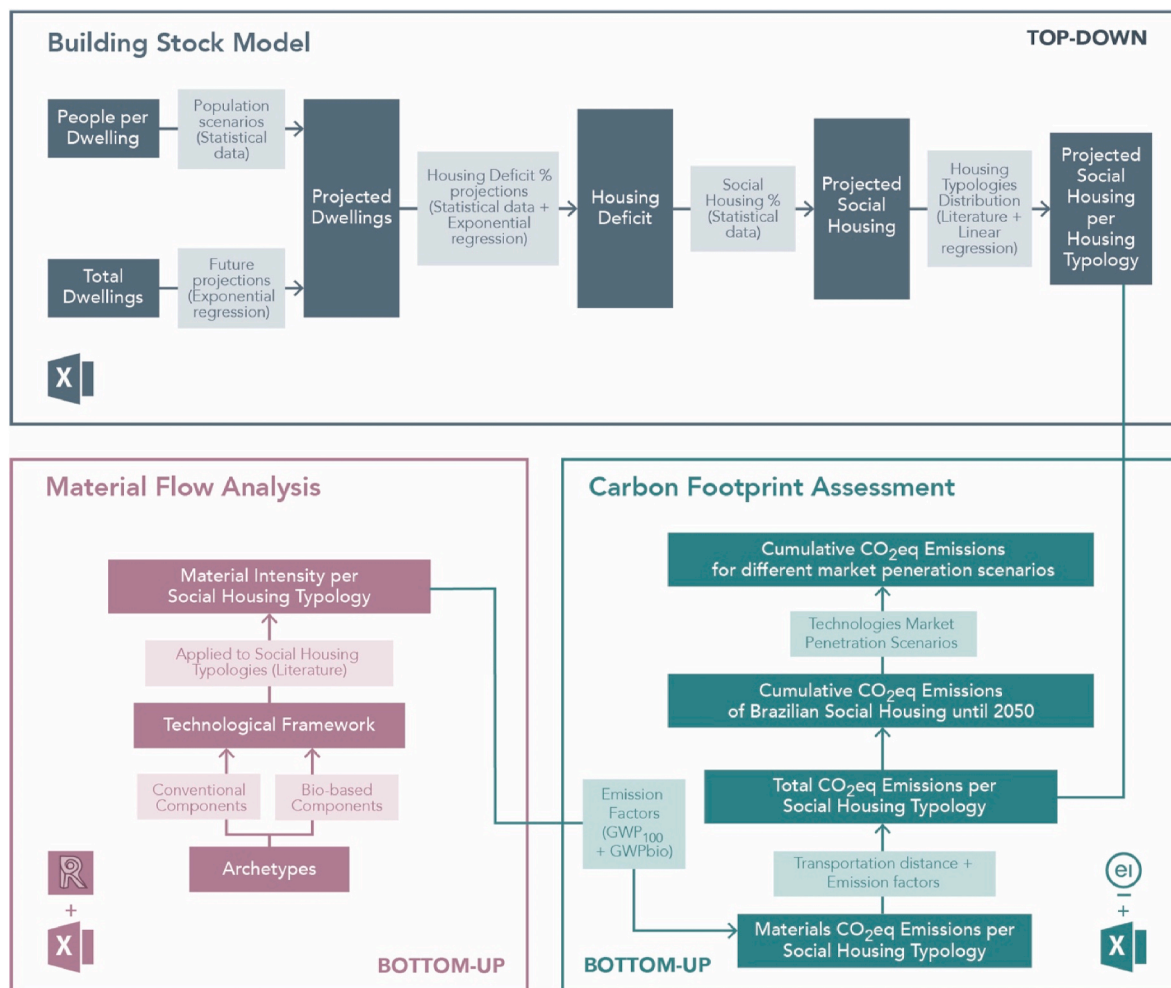 Building Stock Model
TOP-DOWN
People per
Dwelling
Population
scenarios
(Statistical
data)
Total
Dwellings
Future
projections
(Exponential
regression)
Projected
Dwellings
Housing Deficit %
projections
(Statistical data +
Exponential
regression)
Housing
Deficit
Social
Housing %
(Statistical
data)
Projected
Social
Housing
Housing
Typologies
Distribution
(Literature +
Linear
regression)
Projected
Social
Housing
per
Housing
Typology
X
Material Flow Analysis
Material Intensity per
Social Housing Typology
Applied to Social Housing
Typologies (Literature)
Technological Framework
Conventional
Components
Bio-based
Components
Archetypes
R
+
X
BOTTOM-UP
Carbon Footprint Assessment
Cumulative CO₂eq Emissions
for different market peneration scenarios
Technologies Market
Penetration Scenarios
Cumulative CO₂eq Emissions
of Brazilian Social Housing until 2050
Total CO₂eq Emissions per
Social Housing Typology
Emission
Factors
(GWP₁₀₀
+ GWPbio)
Transportation distance +
Emission factors
Materials CO₂eq Emissions per
Social Housing Typology
ei
+
X
BOTTOM-UP